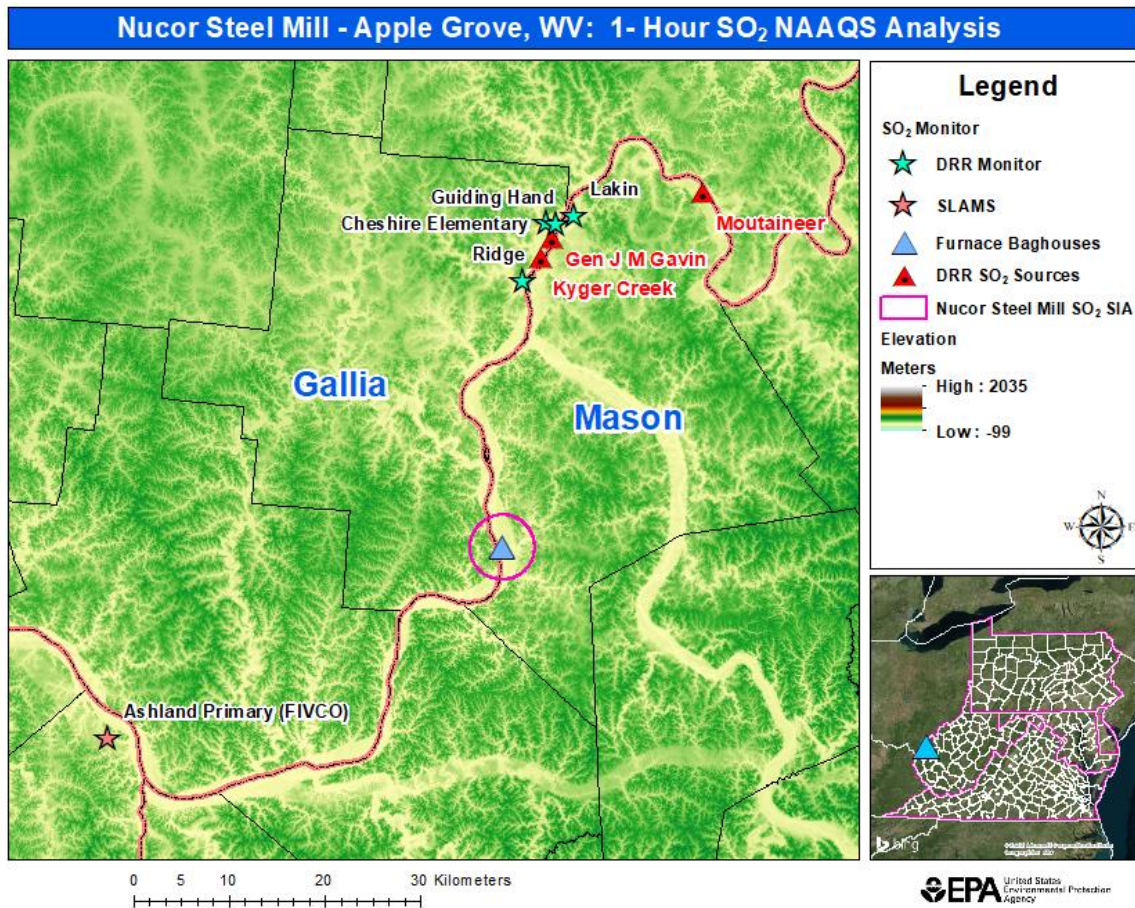 Nucor Steel Mill - Apple Grove, WV: 1- Hour SO₂ NAAQS Analysis
Lakin
Guiding Hand
Cheshire Elementary
Moutaineer
Ridge
Gen J M Gavin
Kyger Creek
Gallia
Mason
Ashland Primary (FIVCO)
Legend
SO₂ Monitor
DRR Monitor
SLAMS
Furnace Baghouses
DRR SO₂ Sources
Nucor Steel Mill SO₂ SIA
Elevation
Meters
High : 2035
Low : -99
N
W E
S
bing
0 5 10 20 30 Kilometers
EPA
United States
Environmental Protection
Agency